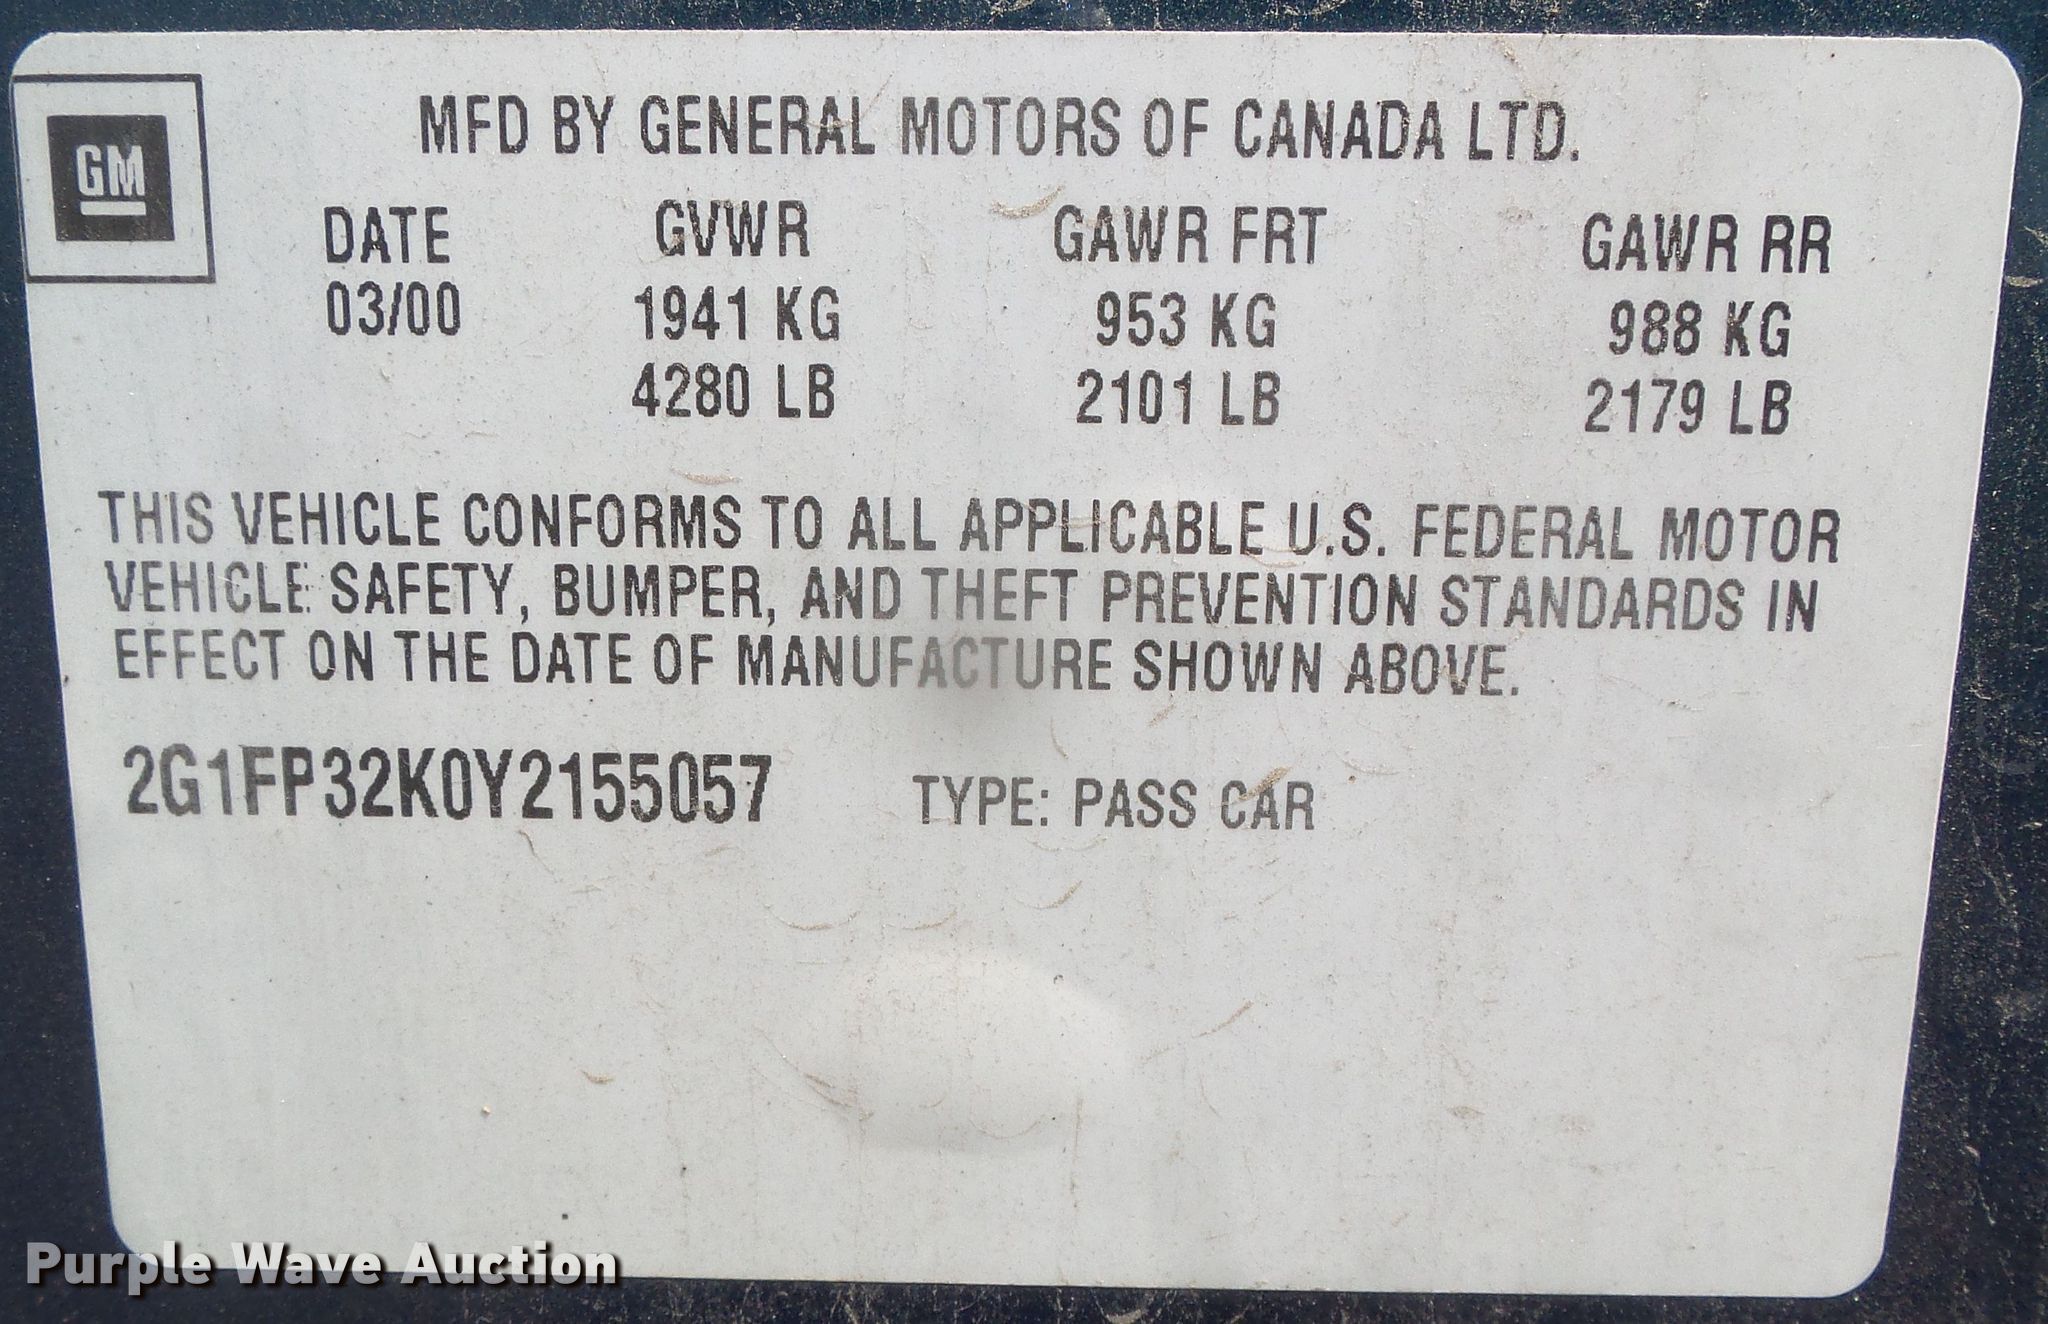 GM
MFD BY GENERAL MOTORS OF CANADA LTD.
DATE GVWR GAWR FRT GAWR RR
03/00 1941 KG 953 KG 988 KG
4280 LB 2101 LB 2179 LB
THIS VEHICLE CONFORMS TO ALL APPLICABLE U.S. FEDERAL MOTOR
VEHICLE SAFETY, BUMPER, AND THEFT PREVENTION STANDARDS IN
EFFECT ON THE DATE OF MANUFACTURE SHOWN ABOVE.
2G1FP32K0Y2155057 TYPE: PASS CAR
Purple Wave Auction